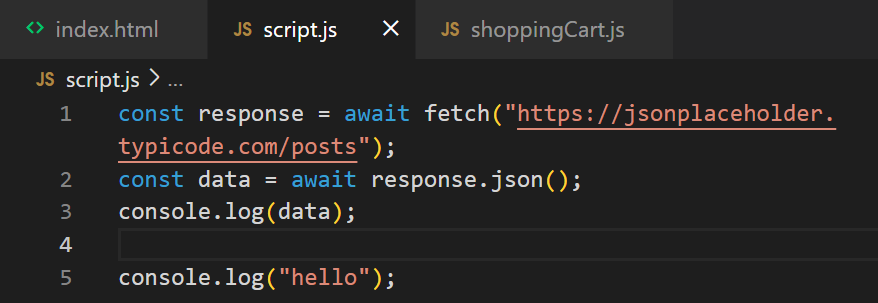 <> index.html JS script.js × JS shoppingCart.js
JS script.js > ...
1 const response = await fetch("https://jsonplaceholder.
typicode.com/posts");
2 const data = await response.json();
3 console.log(data);
4
5 console.log("hello");